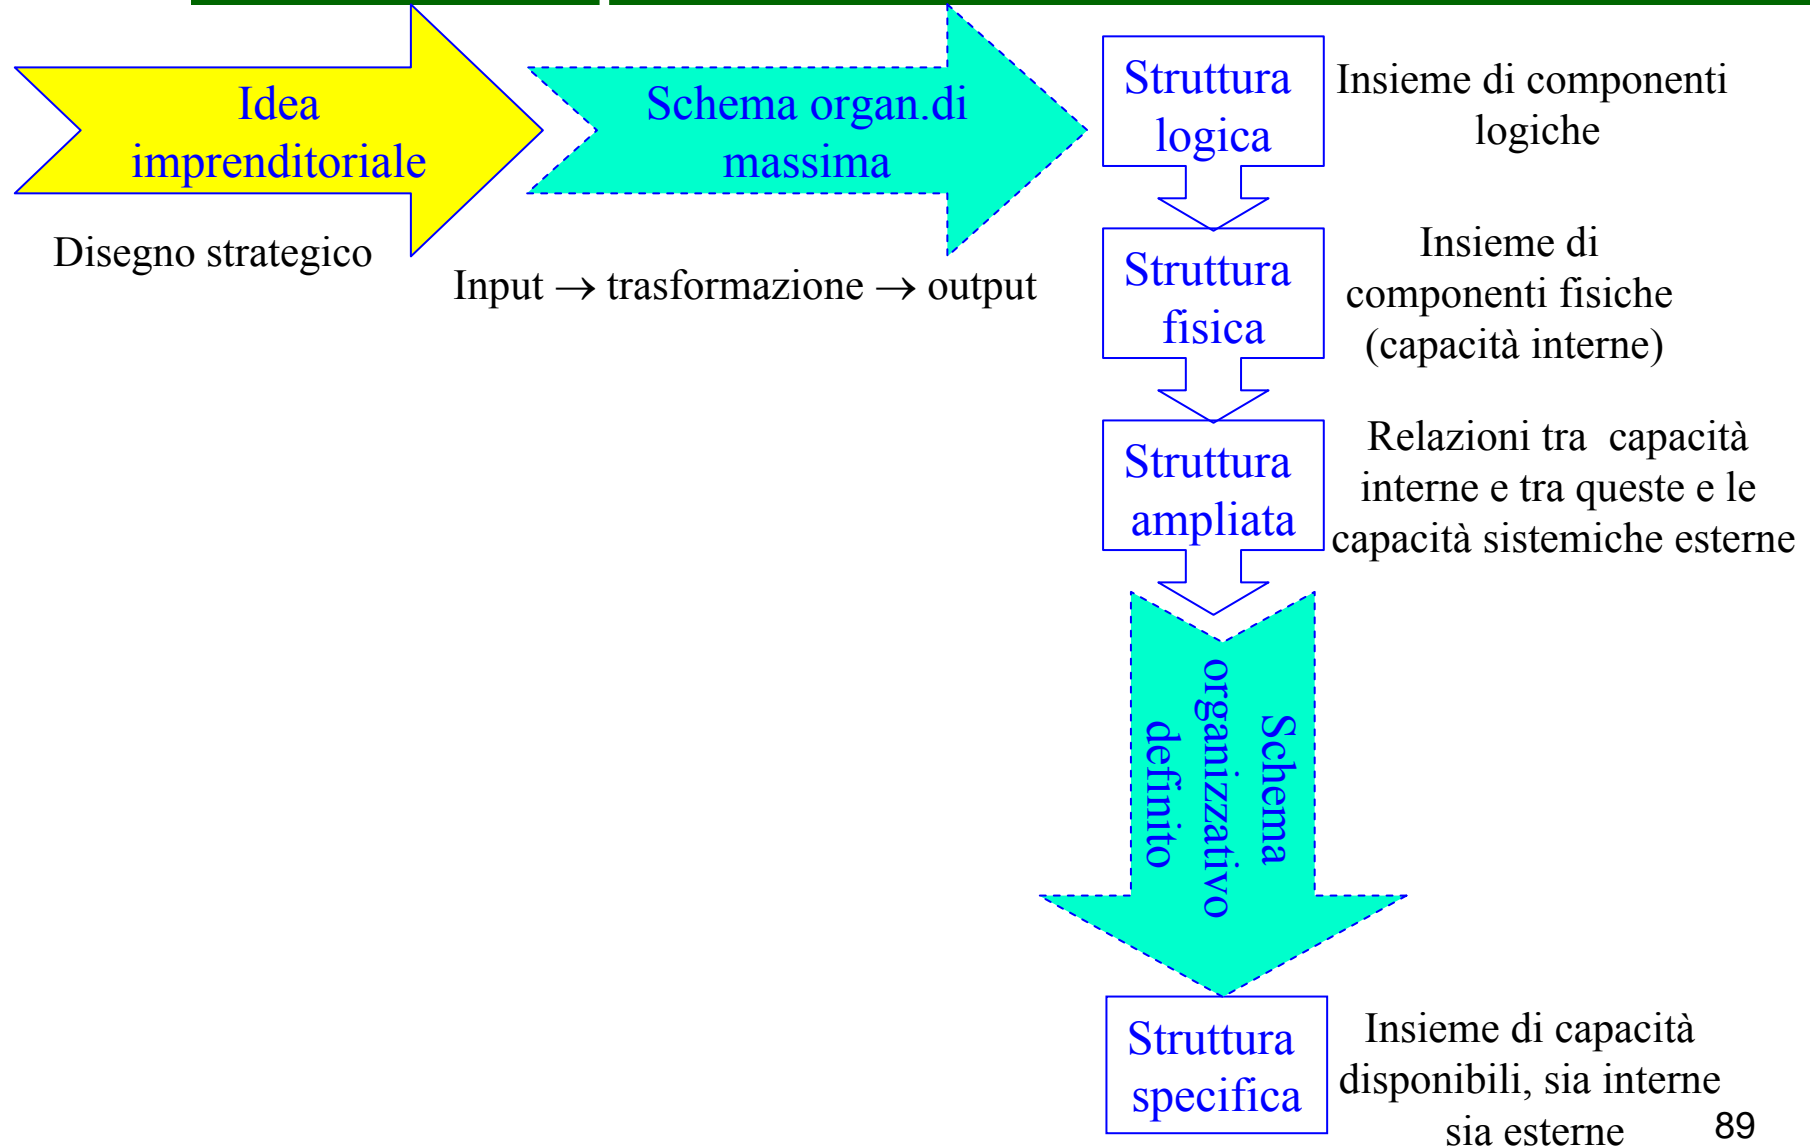 Idea
imprenditoriale
Disegno strategico
Schema organ.di
massima
Input → trasformazione → output
Struttura
logica
Insieme di componenti
logiche
Struttura
fisica
Insieme di
componenti fisiche
(capacità interne)
Struttura
ampliata
Relazioni tra capacità
interne e tra queste e le
capacità sistemiche esterne
Schema
organizzativo
definito
Struttura
specifica
Insieme di capacità
disponibili, sia interne
sia esterne
89